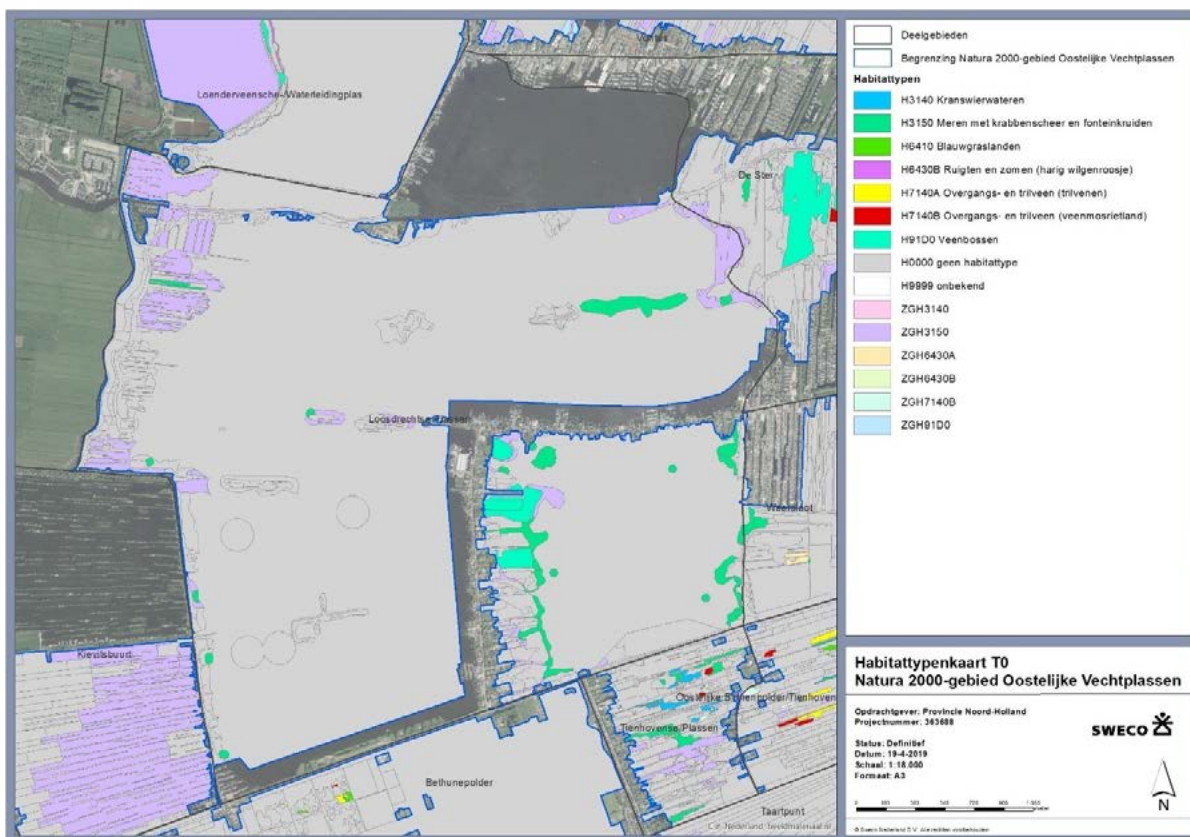 Loenderveensche-/Waterleidingplas
De Ster
Loosdrechtse Plassen
Weersloot
Kievitsbuurt
Oostelijke Binnenpolder/Tienhoven
Tienhovense Plassen
Bethunepolder
Taartpunt
Deelgebieden
Begrenzing Natura 2000-gebied Oostelijke Vechtplassen
Habitattypen
H3140 Kranswierwateren
H3150 Meren met krabbenscheer en fonteinkruiden
H6410 Blauwgraslanden
H6430B Ruigten en zomen (harig wilgenroosje)
H7140A Overgangs- en trilveen (trilvenen)
H7140B Overgangs- en trilveen (veenmosrietland)
H91D0 Veenbossen
H0000 geen habitattype
H9999 onbekend
ZGH3140
ZGH3150
ZGH6430A
ZGH6430B
ZGH7140B
ZGH91D0
Habitattypenkaart T0
Natura 2000-gebied Oostelijke Vechtplassen
Opdrachtgever: Provincie Noord-Holland
Projectnummer: 363688
SWECO
Status: Definitief
Datum: 19-4-2019
Schaal: 1:18.000
Formaat: A3
N